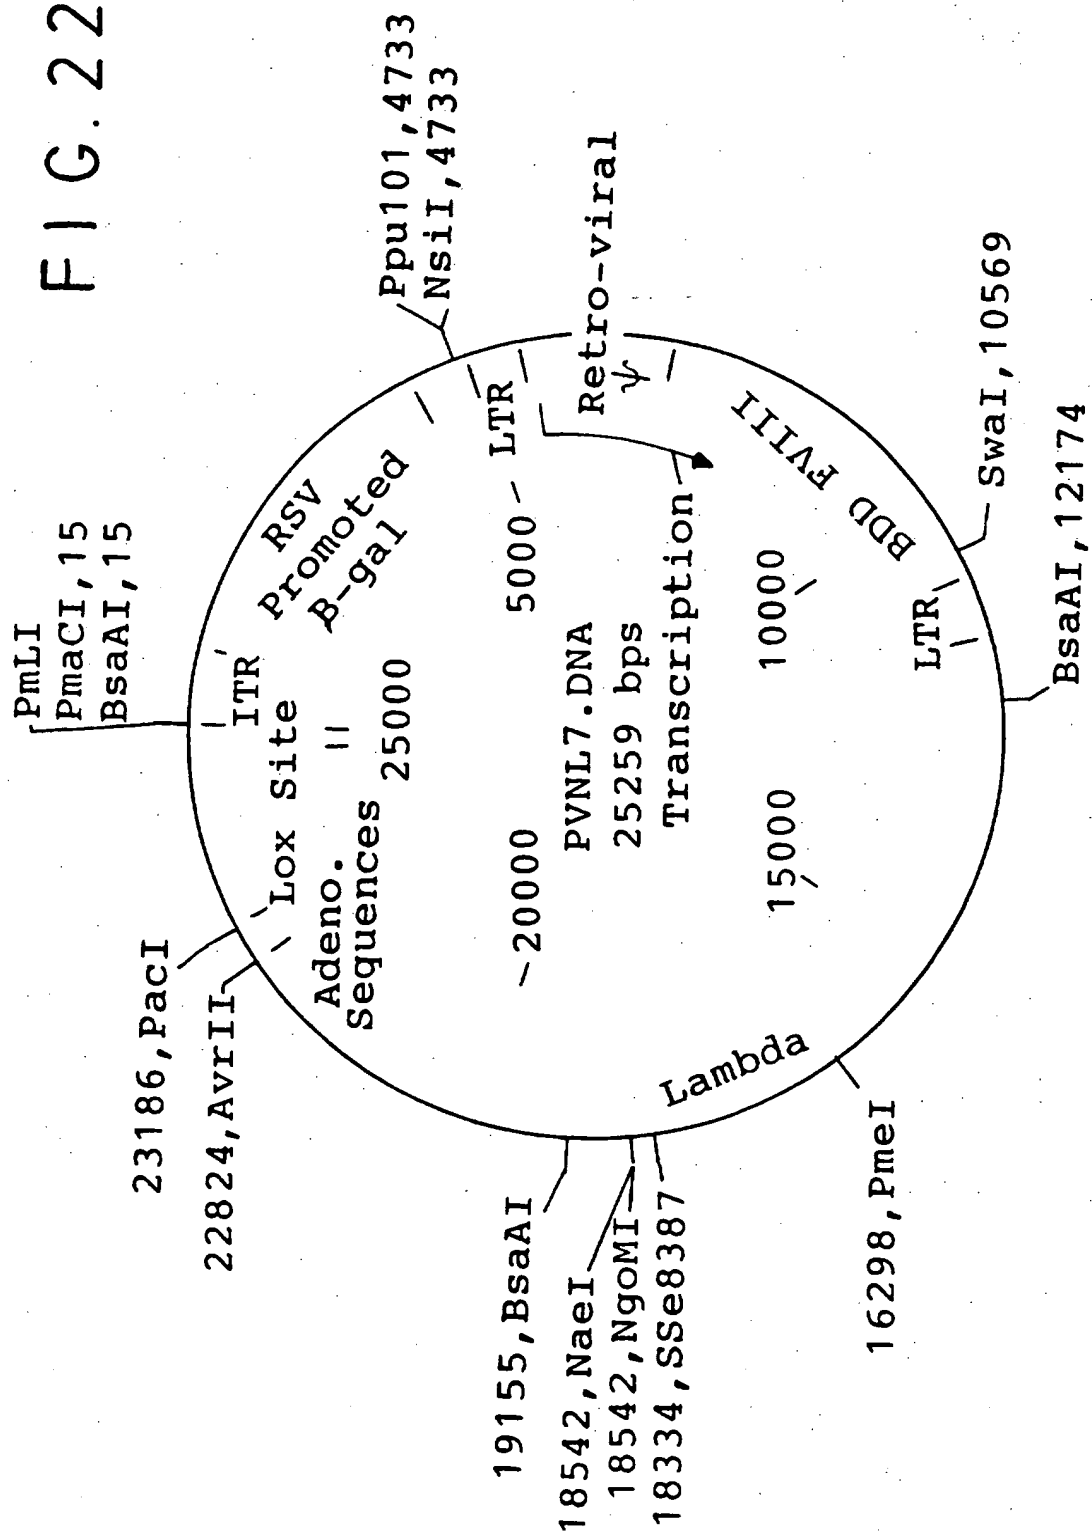 FIG. 22
PmLI
PmaCI,15
BsaAI,15
ITR
RSV
Promoted
β-gal
Ppu101,4733
NsiI,4733
LTR
5000
Retro-viral
ψ
BDD FVIII
SwaI,10569
LTR
BsaAI,12174
10000
15000
Transcription
PVNL7.DNA
25259 bps
Lambda
16298,PmeI
18334,SSe8387
18542,NgoMI
18542,NaeI
19155,BsaAI
20000
22824,AvrII
23186,PacI
Lox Site
Adeno.
Sequences
25000